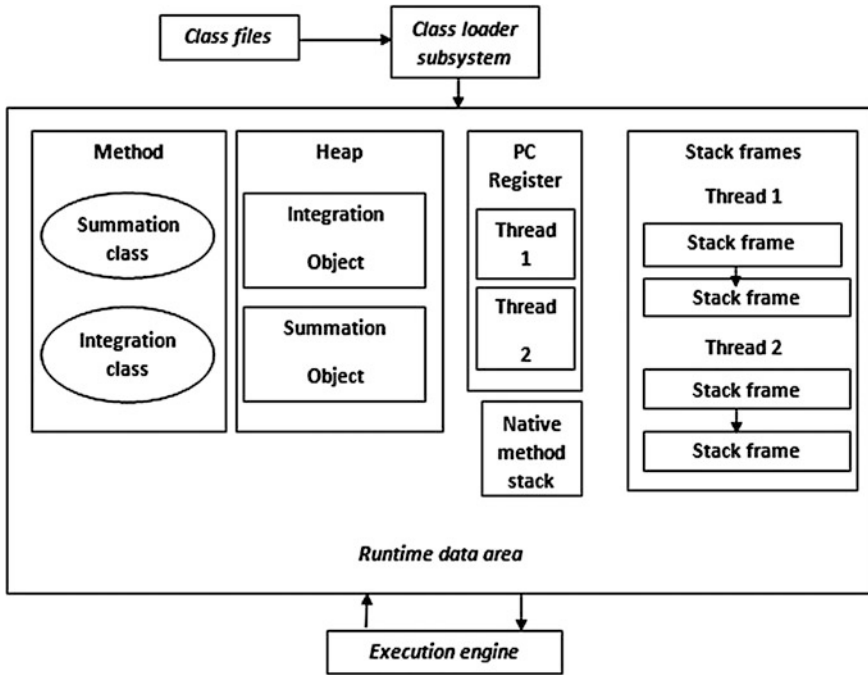 Class files
Class loader
subsystem
Method
Summation
class
Integration
class
Heap
Integration
Object
Summation
Object
PC
Register
Thread
1
Thread
2
Native
method
stack
Stack frames
Thread 1
Stack frame
Stack frame
Thread 2
Stack frame
Stack frame
Runtime data area
Execution engine